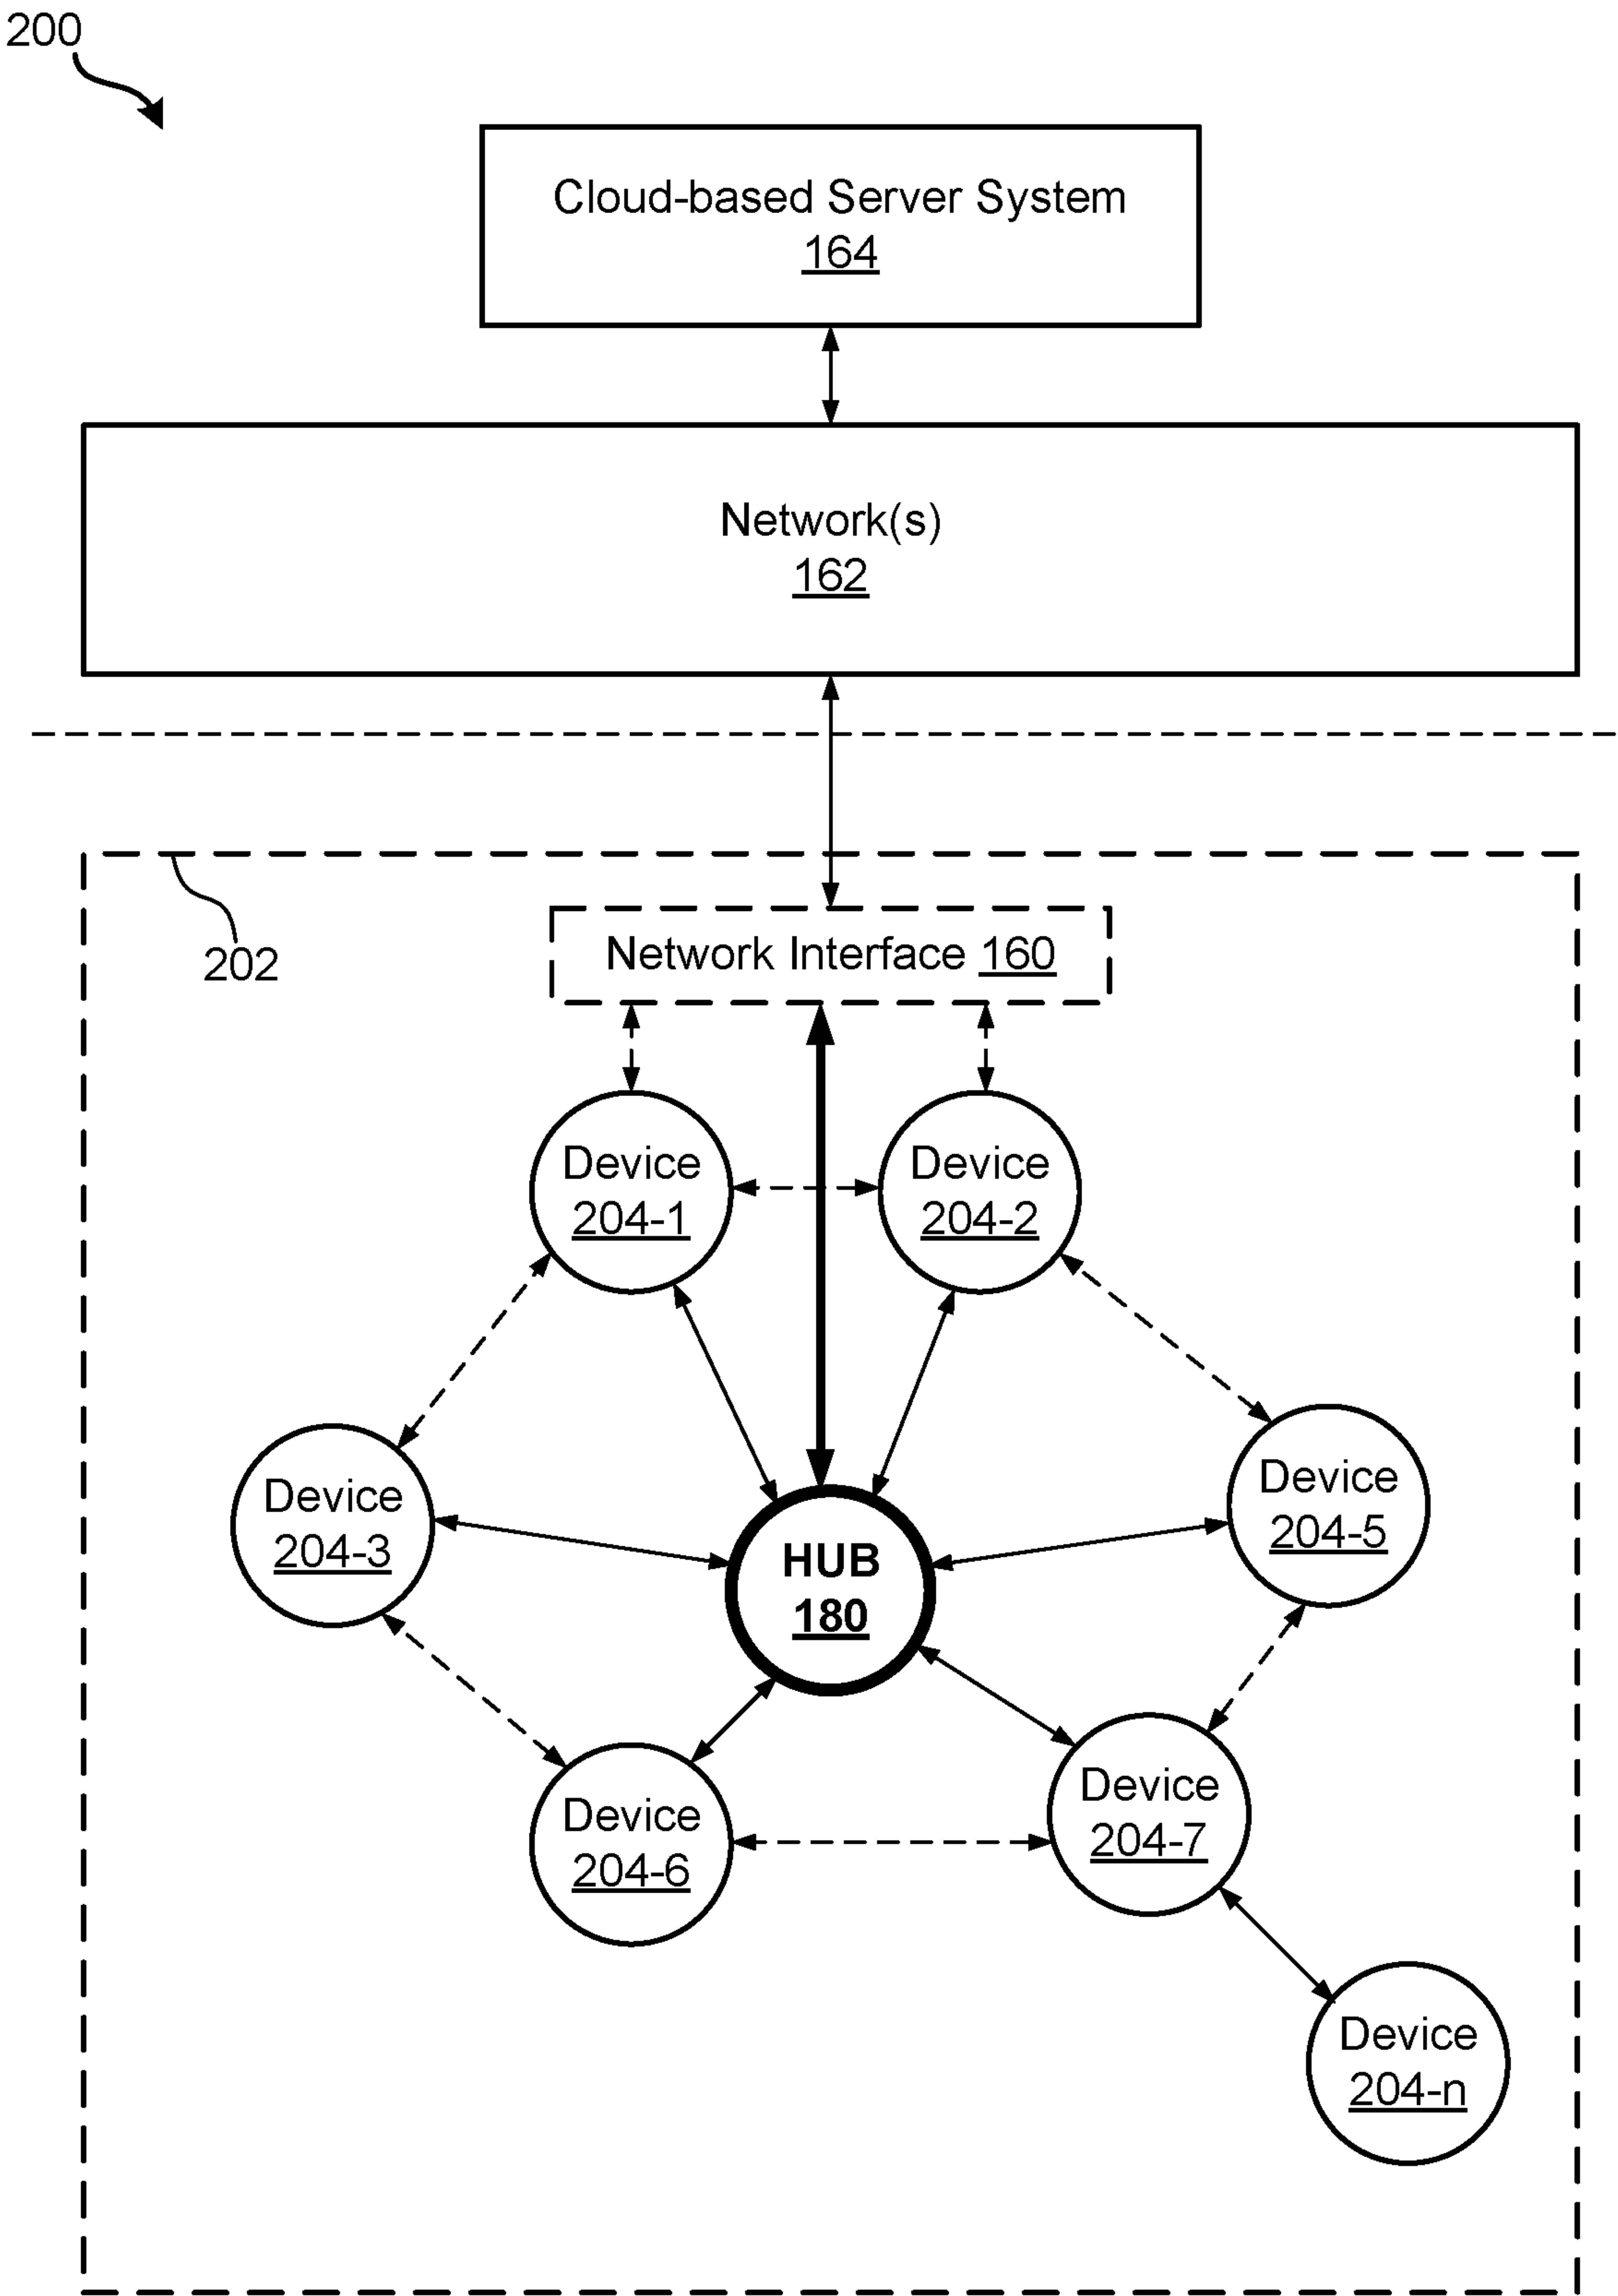 200
Cloud-based Server System
164
Network(s)
162
202
Network Interface 160
Device
204-1
Device
204-2
Device
204-3
Device
204-5
HUB
180
Device
204-6
Device
204-7
Device
204-n